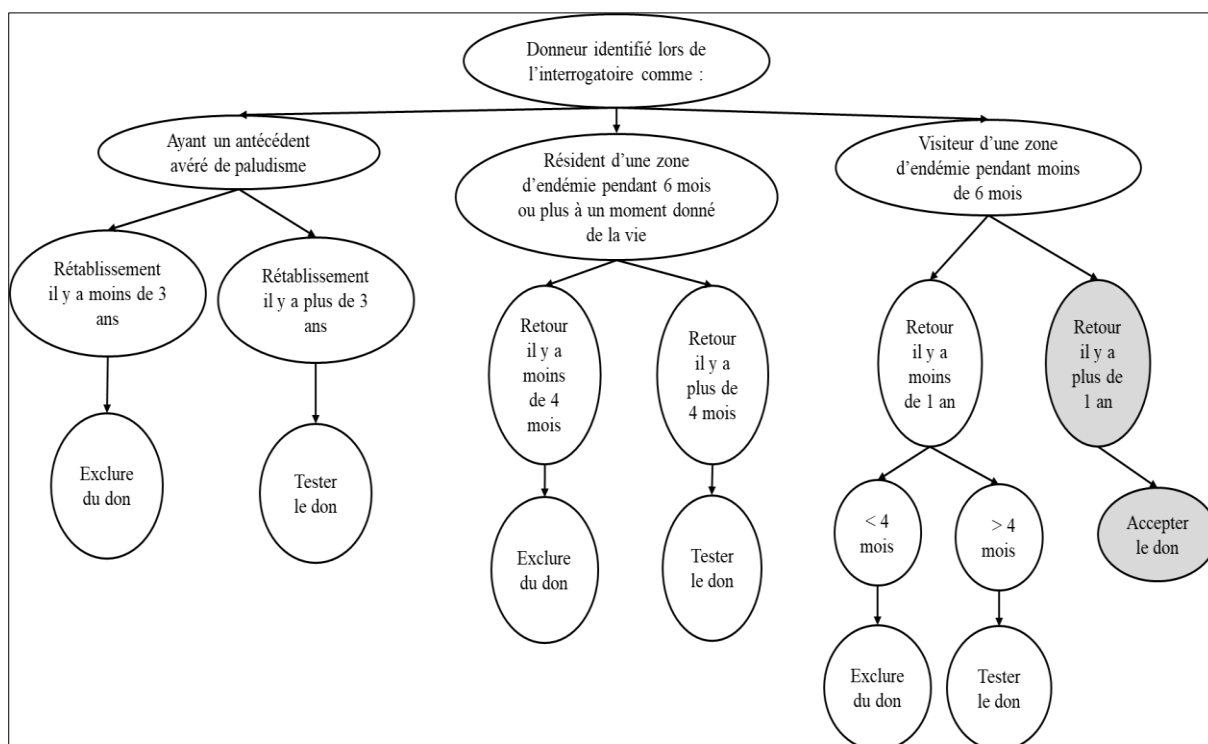 Donneur identifié lors de
l'interrogatoire comme :
Ayant un antécédent
avéré de paludisme
Résident d'une zone
d'endémie pendant 6 mois
ou plus à un moment donné
de la vie
Visiteur d'une zone
d'endémie pendant moins
de 6 mois
Rétablissement
il y a moins de 3
ans
Rétablissement
il y a plus de 3
ans
Retour
il y a
moins
de 4
mois
Retour
il y a
plus de
4 mois
Retour
il y a
moins
de 1 an
Retour
il y a
plus de
1 an
Exclure
du don
Tester
le don
Exclure
du don
Tester
le don
< 4
mois
> 4
mois
Accepter
le don
Exclure
du don
Tester
le don